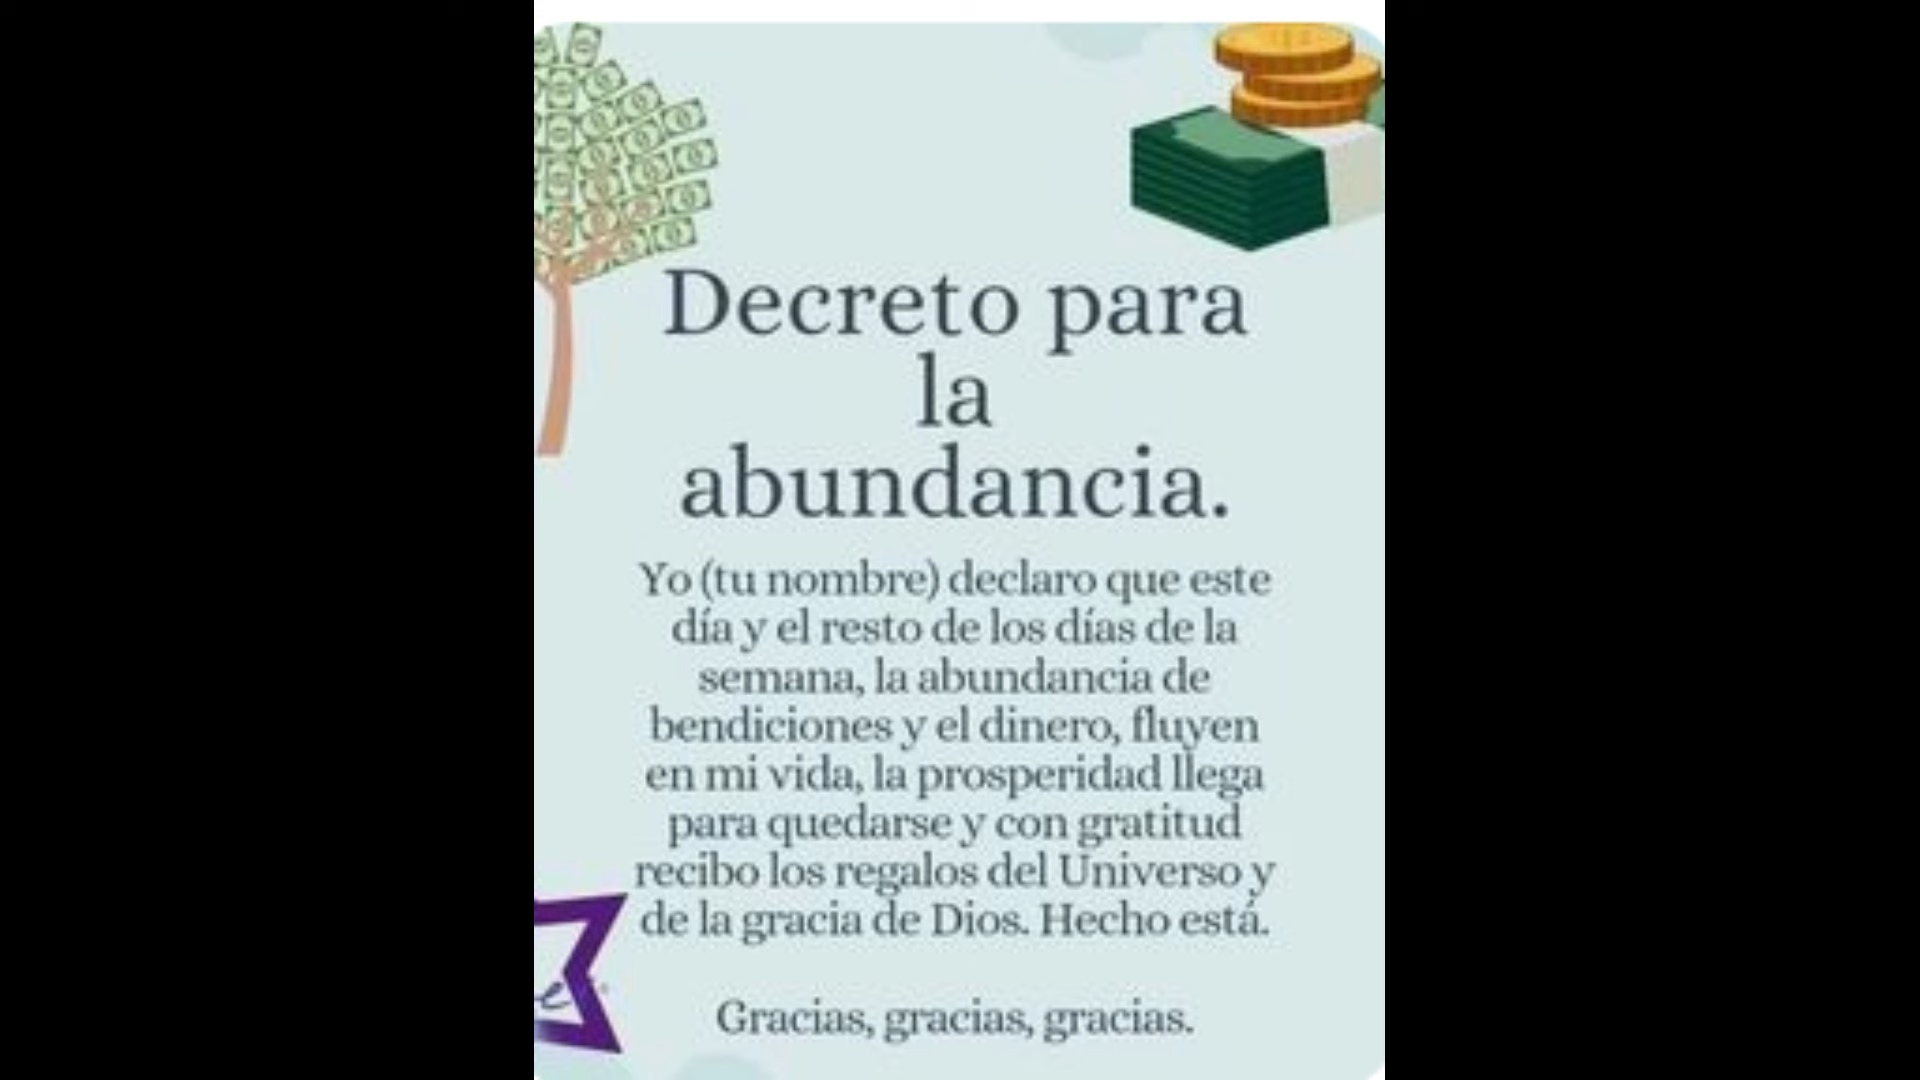 Decreto para
la
abundancia.
Yo (tu nombre) declaro que este
día y el resto de los días de la
semana, la abundancia de
bendiciones y el dinero, fluyen
en mi vida, la prosperidad llega
para quedarse y con gratitud
recibo los regalos del Universo y
de la gracia de Dios. Hecho está.
Gracias, gracias, gracias.